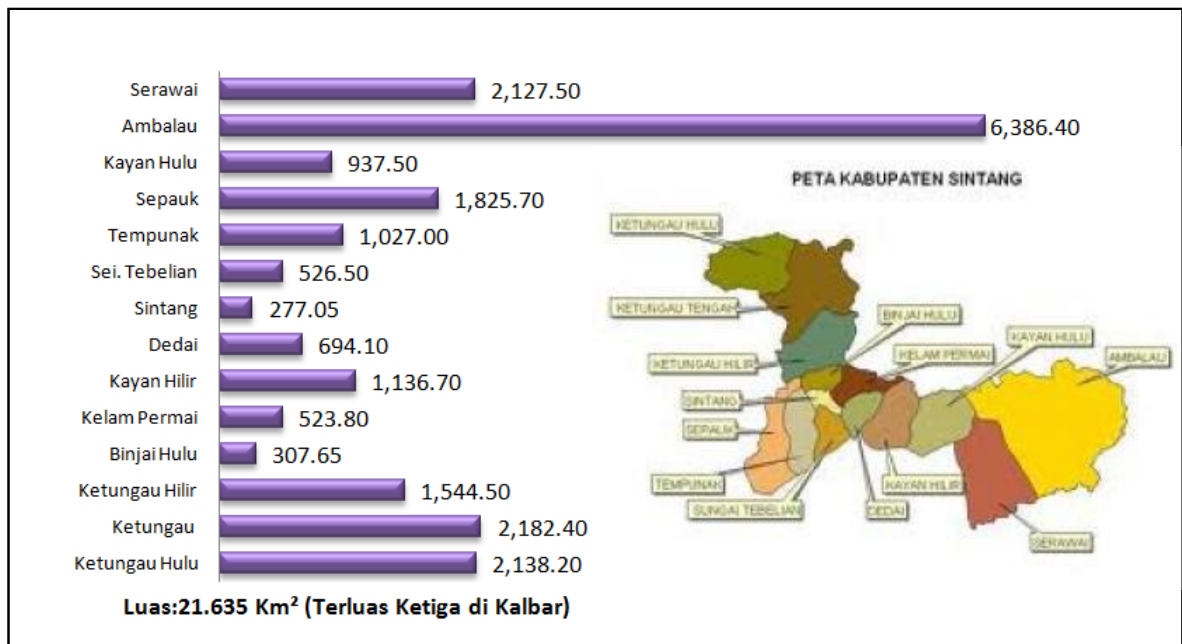 Serawai 2,127.50
Ambalau 6,386.40
Kayan Hulu 937.50
Sepauk 1,825.70
Tempunak 1,027.00
Sei. Tebelian 526.50
Sintang 277.05
Dedai 694.10
Kayan Hilir 1,136.70
Kelam Permai 523.80
Binjai Hulu 307.65
Ketungau Hilir 1,544.50
Ketungau 2,182.40
Ketungau Hulu 2,138.20
Luas:21.635 Km² (Terluas Ketiga di Kalbar)
PETA KABUPATEN SINTANG
KETUNGAU HULU
KETUNGAU TENGAH
BINJAI HULU
KAYAN HULU
KETUNGAU HILIR
KELAM PERMAI
AMBALAU
SINTANG
SEPAUK
TEMPUNAK
KAYAN HILIR
SUNGAI TEBELIAN
DEDAI
SERAWAI